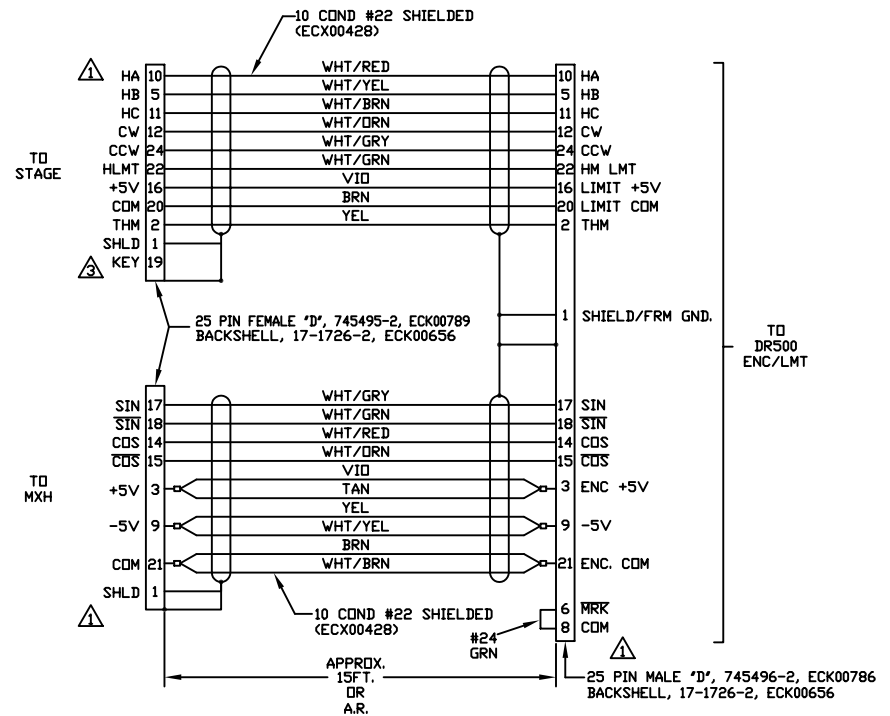 10 COND #22 SHIELDED
(ECX00428)
1
HA 10 WHT/RED 10 HA
HB 5 WHT/YEL 5 HB
HC 11 WHT/BRN 11 HC
CW 12 WHT/ORN 12 CW
CCW 24 WHT/GRY 24 CCW
HLMT 22 WHT/GRN 22 HM LMT
+5V 16 VIO 16 LIMIT +5V
COM 20 BRN 20 LIMIT COM
THM 2 YEL 2 THM
SHLD 1
3 KEY 19
TO
STAGE
25 PIN FEMALE "D", 745495-2, ECK00789
BACKSHELL, 17-1726-2, ECK00656
1 SHIELD/FRM GND.
TO
DR500
ENC/LMT
SIN 17 WHT/GRY 17 SIN
SIN 18 WHT/GRN 18 SIN
COS 14 WHT/RED 14 COS
COS 15 WHT/ORN 15 COS
VIO
+5V 3 TAN 3 ENC +5V
YEL
-5V 9 WHT/YEL 9 -5V
BRN
COM 21 WHT/BRN 21 ENC. COM
SHLD 1
TO
MXH
1
10 COND #22 SHIELDED
(ECX00428)
6 MRK
8 COM
#24
GRN
1
APPROX.
15FT.
OR
A.R.
25 PIN MALE "D", 745496-2, ECK00786
BACKSHELL, 17-1726-2, ECK00656